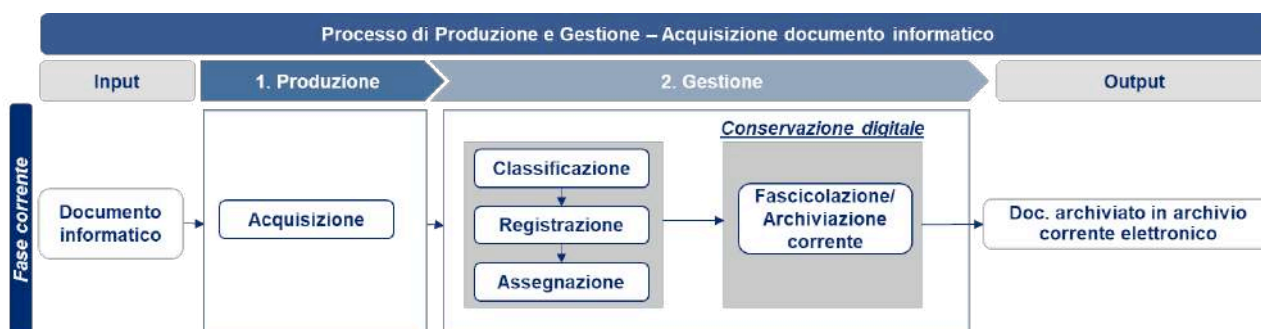 Processo di Produzione e Gestione – Acquisizione documento informatico
Input
1. Produzione
2. Gestione
Output
Fase corrente
Documento
informatico
Acquisizione
Classificazione
Registrazione
Assegnazione
Conservazione digitale
Fascicolazione/
Archiviazione
corrente
Doc. archiviato in archivio
corrente elettronico